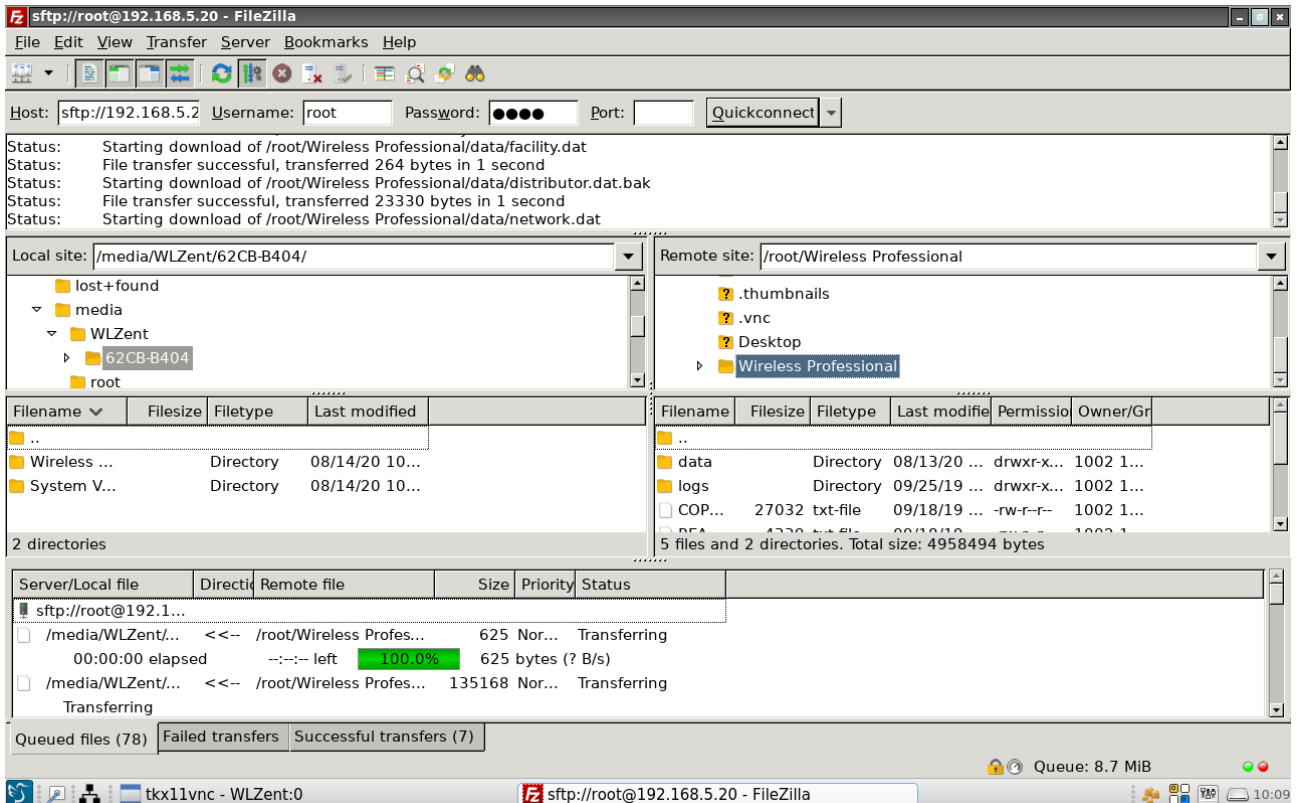 sftp://root@192.168.5.20 - FileZilla
File Edit View Transfer Server Bookmarks Help
Host: sftp://192.168.5.2 Username: root Password: ●●●● Port: Quickconnect
Status: Starting download of /root/Wireless Professional/data/facility.dat
Status: File transfer successful, transferred 264 bytes in 1 second
Status: Starting download of /root/Wireless Professional/data/distributor.dat.bak
Status: File transfer successful, transferred 23330 bytes in 1 second
Status: Starting download of /root/Wireless Professional/data/network.dat
Local site: /media/WLZent/62CB-B404/
lost+found
media
WLZent
62CB-B404
root
Remote site: /root/Wireless Professional
.thumbnails
.vnc
Desktop
Wireless Professional
Filename Filesize Filetype Last modified
..
Wireless ... Directory 08/14/20 10...
System V... Directory 08/14/20 10...
2 directories
Filename Filesize Filetype Last modifie Permissio Owner/Gr
..
data Directory 08/13/20 ... drwxr-x... 1002 1...
logs Directory 09/25/19 ... drwxr-x... 1002 1...
COP... 27032 txt-file 09/18/19 ... -rw-r--r-- 1002 1...
5 files and 2 directories. Total size: 4958494 bytes
Server/Local file Directic Remote file Size Priority Status
sftp://root@192.1...
/media/WLZent/... <<-- /root/Wireless Profes... 625 Nor... Transferring
00:00:00 elapsed --:--:-- left 100.0% 625 bytes (? B/s)
/media/WLZent/... <<-- /root/Wireless Profes... 135168 Nor... Transferring
Transferring
Queued files (78) Failed transfers Successful transfers (7)
Queue: 8.7 MiB
tkx11vnc - WLZent:0 sftp://root@192.168.5.20 - FileZilla 10:09